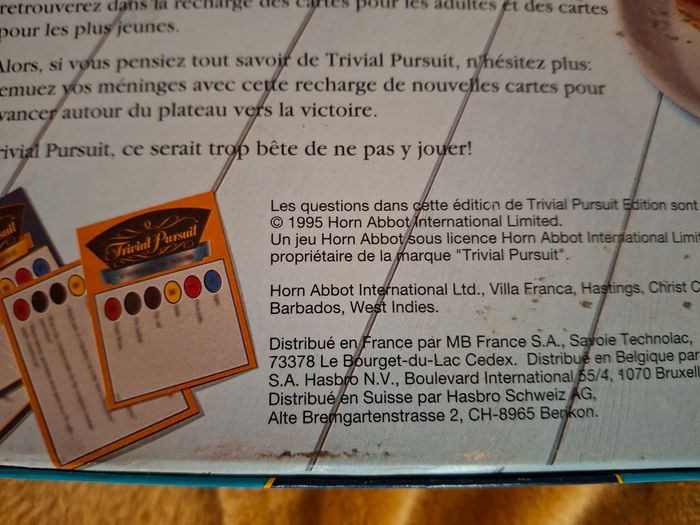 retrouverez dans la recharge des cartes pour les adultes et des cartes
pour les plus jeunes.
Alors, si vous pensiez tout savoir de Trivial Pursuit, n'hésitez plus:
remuez vos méninges avec cette recharge de nouvelles cartes pour
avancer autour du plateau vers la victoire.
Trivial Pursuit, ce serait trop bête de ne pas y jouer!
Les questions dans cette édition de Trivial Pursuit Edition sont
© 1995 Horn Abbot International Limited.
Un jeu Horn Abbot sous licence Horn Abbot International Limi
propriétaire de la marque "Trivial Pursuit".
Horn Abbot International Ltd., Villa Franca, Hastings, Christ C
Barbados, West Indies.
Distribué en France par MB France S.A., Savoie Technolac,
73378 Le Bourget-du-Lac Cedex. Distribué en Belgique par
S.A. Hasbro N.V., Boulevard International 55/4, 1070 Bruxell
Distribué en Suisse par Hasbro Schweiz AG,
Alte Bremgartenstrasse 2, CH-8965 Berikon.
Trivial Pursuit